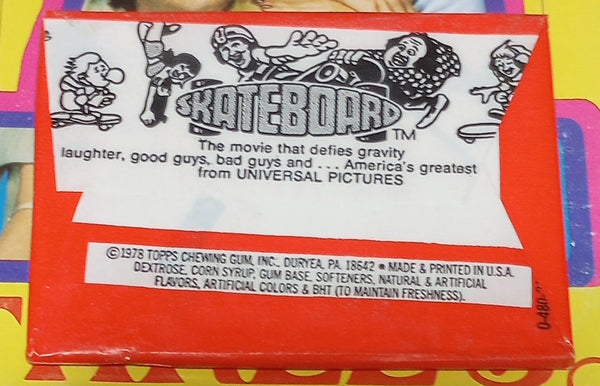 SKATEBOARD TM
The movie that defies gravity
laughter, good guys, bad guys and ... America's greatest
from UNIVERSAL PICTURES
©1978 TOPPS CHEWING GUM, INC., DURYEA, PA. 18642 • MADE & PRINTED IN U.S.A.
DEXTROSE, CORN SYRUP, GUM BASE, SOFTENERS, NATURAL & ARTIFICIAL
FLAVORS, ARTIFICIAL COLORS & BHT (TO MAINTAIN FRESHNESS).